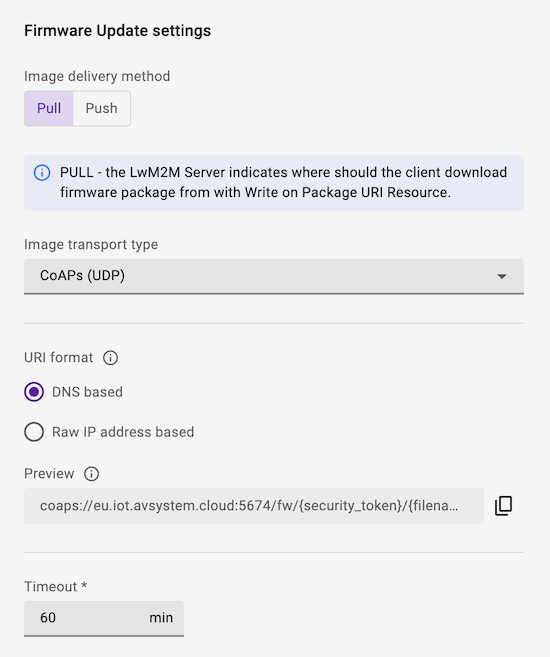 Firmware Update settings
Image delivery method
Pull Push
PULL - the LwM2M Server indicates where should the client download
firmware package from with Write on Package URI Resource.
Image transport type
CoAPs (UDP)
URI format
DNS based
Raw IP address based
Preview
coaps://eu.iot.avsystem.cloud:5674/fw/{security_token}/{filena...
Timeout *
60 min